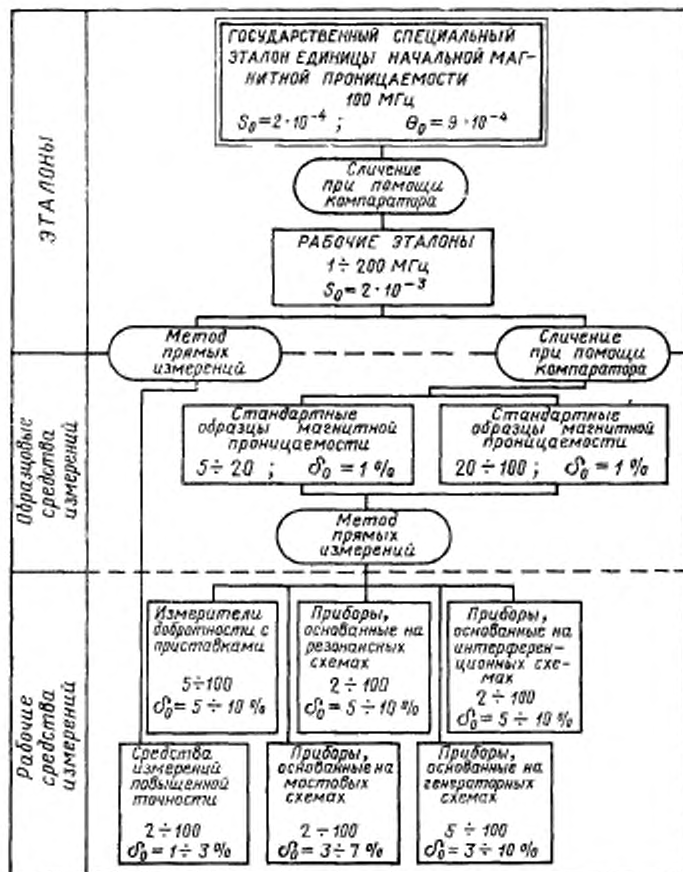 ЭТАЛОНЫ
ГОСУДАРСТВЕННЫЙ СПЕЦИАЛЬНЫЙ
ЭТАЛОН ЕДИНИЦЫ НАЧАЛЬНОЙ МАГ-
НИТНОЙ ПРОНИЦАЕМОСТИ
100 МГц
S₀=2·10⁻⁴ ; Θ₀=9·10⁻⁴
Сличение
при помощи
компаратора
РАБОЧИЕ ЭТАЛОНЫ
1÷200 МГц
S₀=2·10⁻³
Метод
прямых
измерений
Сличение
при помощи
компаратора
Образцовые
средства
измерений
Стандартные
образцы магнитной
проницаемости
5÷20 ; δ₀=1 %
Стандартные
образцы магнитной
проницаемости
20÷100 ; δ₀=1 %
Метод
прямых
измерений
Рабочие
средства
измерений
Измерители
добротности с
приставками
5÷100
δ₀=5÷10 %
Приборы,
основанные на
резонансных
схемах
2÷100
δ₀=5÷10 %
Приборы,
основанные на
интерферен-
ционных схе-
мах
2÷100
δ₀=5÷10 %
Средства
измерений
повышенной
точности
2÷100
δ₀=1÷3 %
Приборы,
основанные на
мостовых
схемах
2÷100
δ₀=3÷7 %
Приборы,
основанные на
генераторных
схемах
5÷100
δ₀=3÷10 %